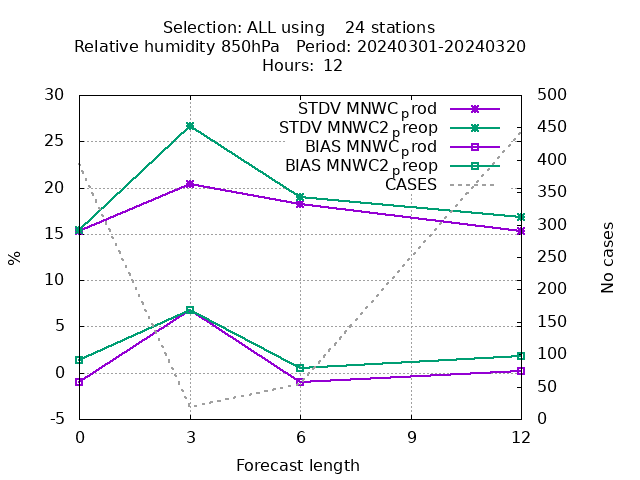 Selection: ALL using    24 stations
Relative humidity 850hPa   Period: 20240301-20240320
Hours:  12
30
25
20
15
10
5
0
-5
%
STDV MNWC_prod
STDV MNWC2_preop
BIAS MNWC_prod
BIAS MNWC2_preop
CASES
500
450
400
350
300
250
200
150
100
50
0
No cases
0 3 6 9 12
Forecast length